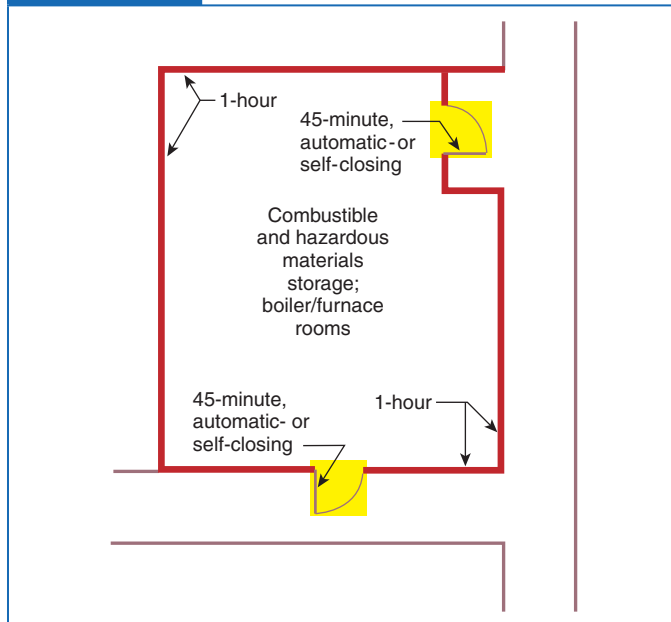 1-hour
45-minute,
automatic-or
self-closing
Combustible
and hazardous
materials
storage;
boiler/furnace
rooms
45-minute,
automatic- or
self-closing
1-hour